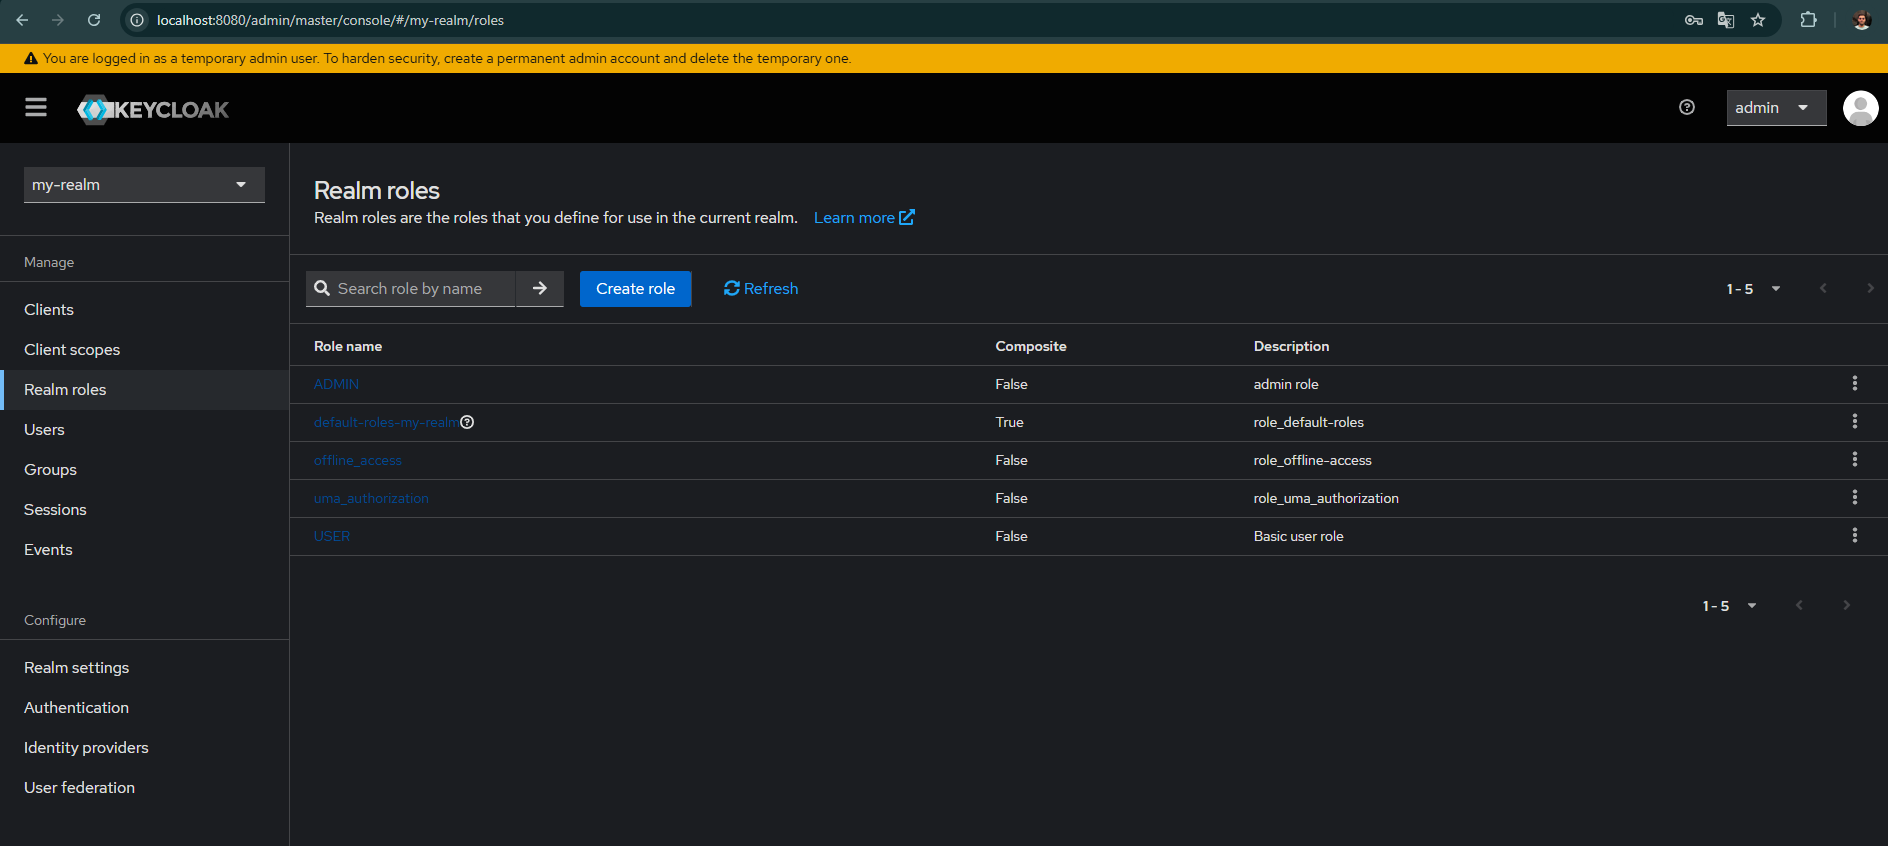 localhost:8080/admin/master/console/#/my-realm/roles
You are logged in as a temporary admin user. To harden security, create a permanent admin account and delete the temporary one.
KEYCLOAK
admin
my-realm
Manage
Clients
Client scopes
Realm roles
Users
Groups
Sessions
Events
Configure
Realm settings
Authentication
Identity providers
User federation
Realm roles
Realm roles are the roles that you define for use in the current realm. Learn more
Search role by name
Create role
Refresh
1 - 5
Role name Composite Description
ADMIN False admin role
default-roles-my-realm True role_default-roles
offline_access False role_offline-access
uma_authorization False role_uma_authorization
USER False Basic user role
1 - 5